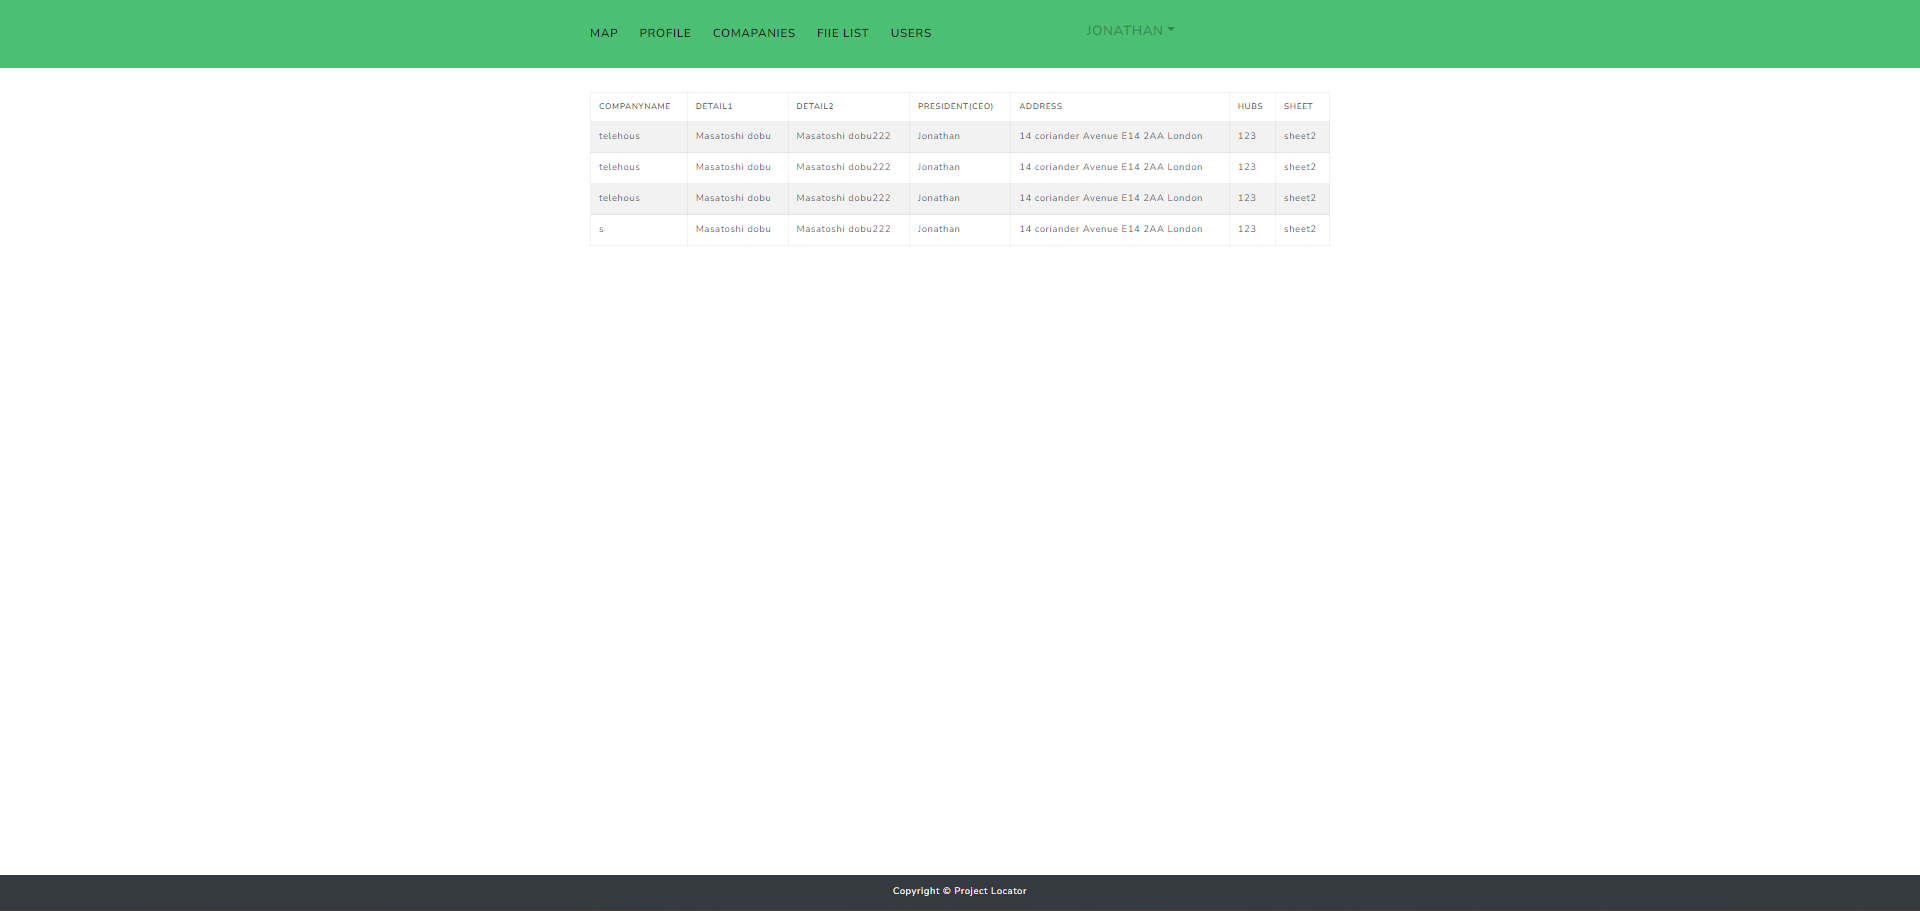 MAP PROFILE COMAPANIES FIIE LIST USERS JONATHAN
COMPANYNAME DETAIL1 DETAIL2 PRESIDENT(CEO) ADDRESS HUBS SHEET
telehous Masatoshi dobu Masatoshi dobu222 Jonathan 14 coriander Avenue E14 2AA London 123 sheet2
telehous Masatoshi dobu Masatoshi dobu222 Jonathan 14 coriander Avenue E14 2AA London 123 sheet2
telehous Masatoshi dobu Masatoshi dobu222 Jonathan 14 coriander Avenue E14 2AA London 123 sheet2
s Masatoshi dobu Masatoshi dobu222 Jonathan 14 coriander Avenue E14 2AA London 123 sheet2
Copyright © Project Locator